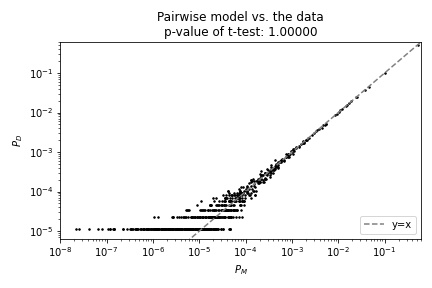 Pairwise model vs. the data
p-value of t-test: 1.00000
10⁻¹
10⁻²
10⁻³
10⁻⁴
10⁻⁵
P_D
y=x
10⁻⁸ 10⁻⁷ 10⁻⁶ 10⁻⁵ 10⁻⁴ 10⁻³ 10⁻² 10⁻¹
P_M